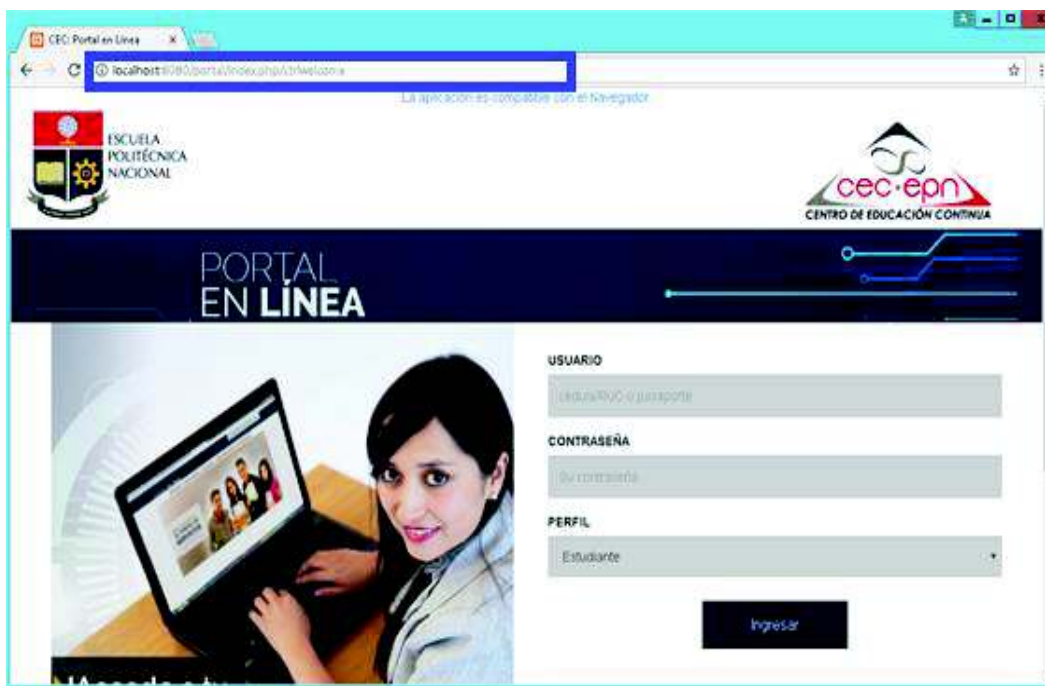 CEC: Portal en Línea
localhost:8080/portal/index.php/ctrlWelcome
La aplicación es compatible con el Navegador
ESCUELA
POLITÉCNICA
NACIONAL
cec-epn
CENTRO DE EDUCACIÓN CONTINUA
PORTAL
EN LÍNEA
USUARIO
Cédula/RUC o pasaporte
CONTRASEÑA
Su contraseña
PERFIL
Estudiante
Ingresar